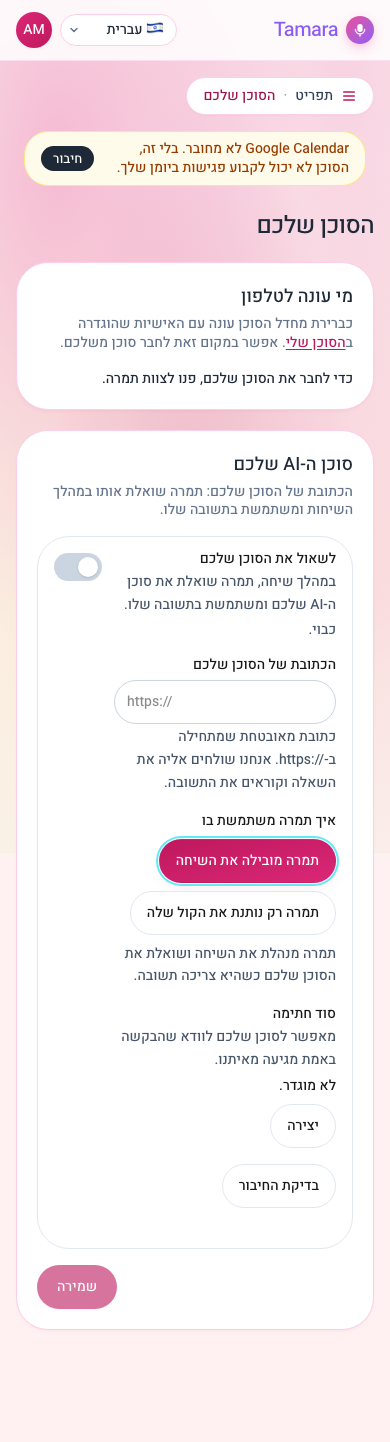 Tamara
🇮🇱 עברית
AM
תפריט · הסוכן שלכם
Google Calendar לא מחובר. בלי זה,
הסוכן לא יכול לקבוע פגישות ביומן שלך.
חיבור
הסוכן שלכם
מי עונה לטלפון
כברירת מחדל הסוכן עונה עם האישיות שהוגדרה
בהסוכן שלי. אפשר במקום זאת לחבר סוכן משלכם.
כדי לחבר את הסוכן שלכם, פנו לצוות תמרה.
סוכן ה-AI שלכם
הכתובת של הסוכן שלכם: תמרה שואלת אותו במהלך
השיחות ומשתמשת בתשובה שלו.
לשאול את הסוכן שלכם
במהלך שיחה, תמרה שואלת את סוכן
ה-AI שלכם ומשתמשת בתשובה שלו.
כבוי.
הכתובת של הסוכן שלכם
https://
כתובת מאובטחת שמתחילה
ב-https://. אנחנו שולחים אליה את
השאלה וקוראים את התשובה.
איך תמרה משתמשת בו
תמרה מובילה את השיחה
תמרה רק נותנת את הקול שלה
תמרה מנהלת את השיחה ושואלת את
הסוכן שלכם כשהיא צריכה תשובה.
סוד חתימה
מאפשר לסוכן שלכם לוודא שהבקשה
באמת מגיעה מאיתנו.
לא מוגדר.
יצירה
בדיקת החיבור
שמירה